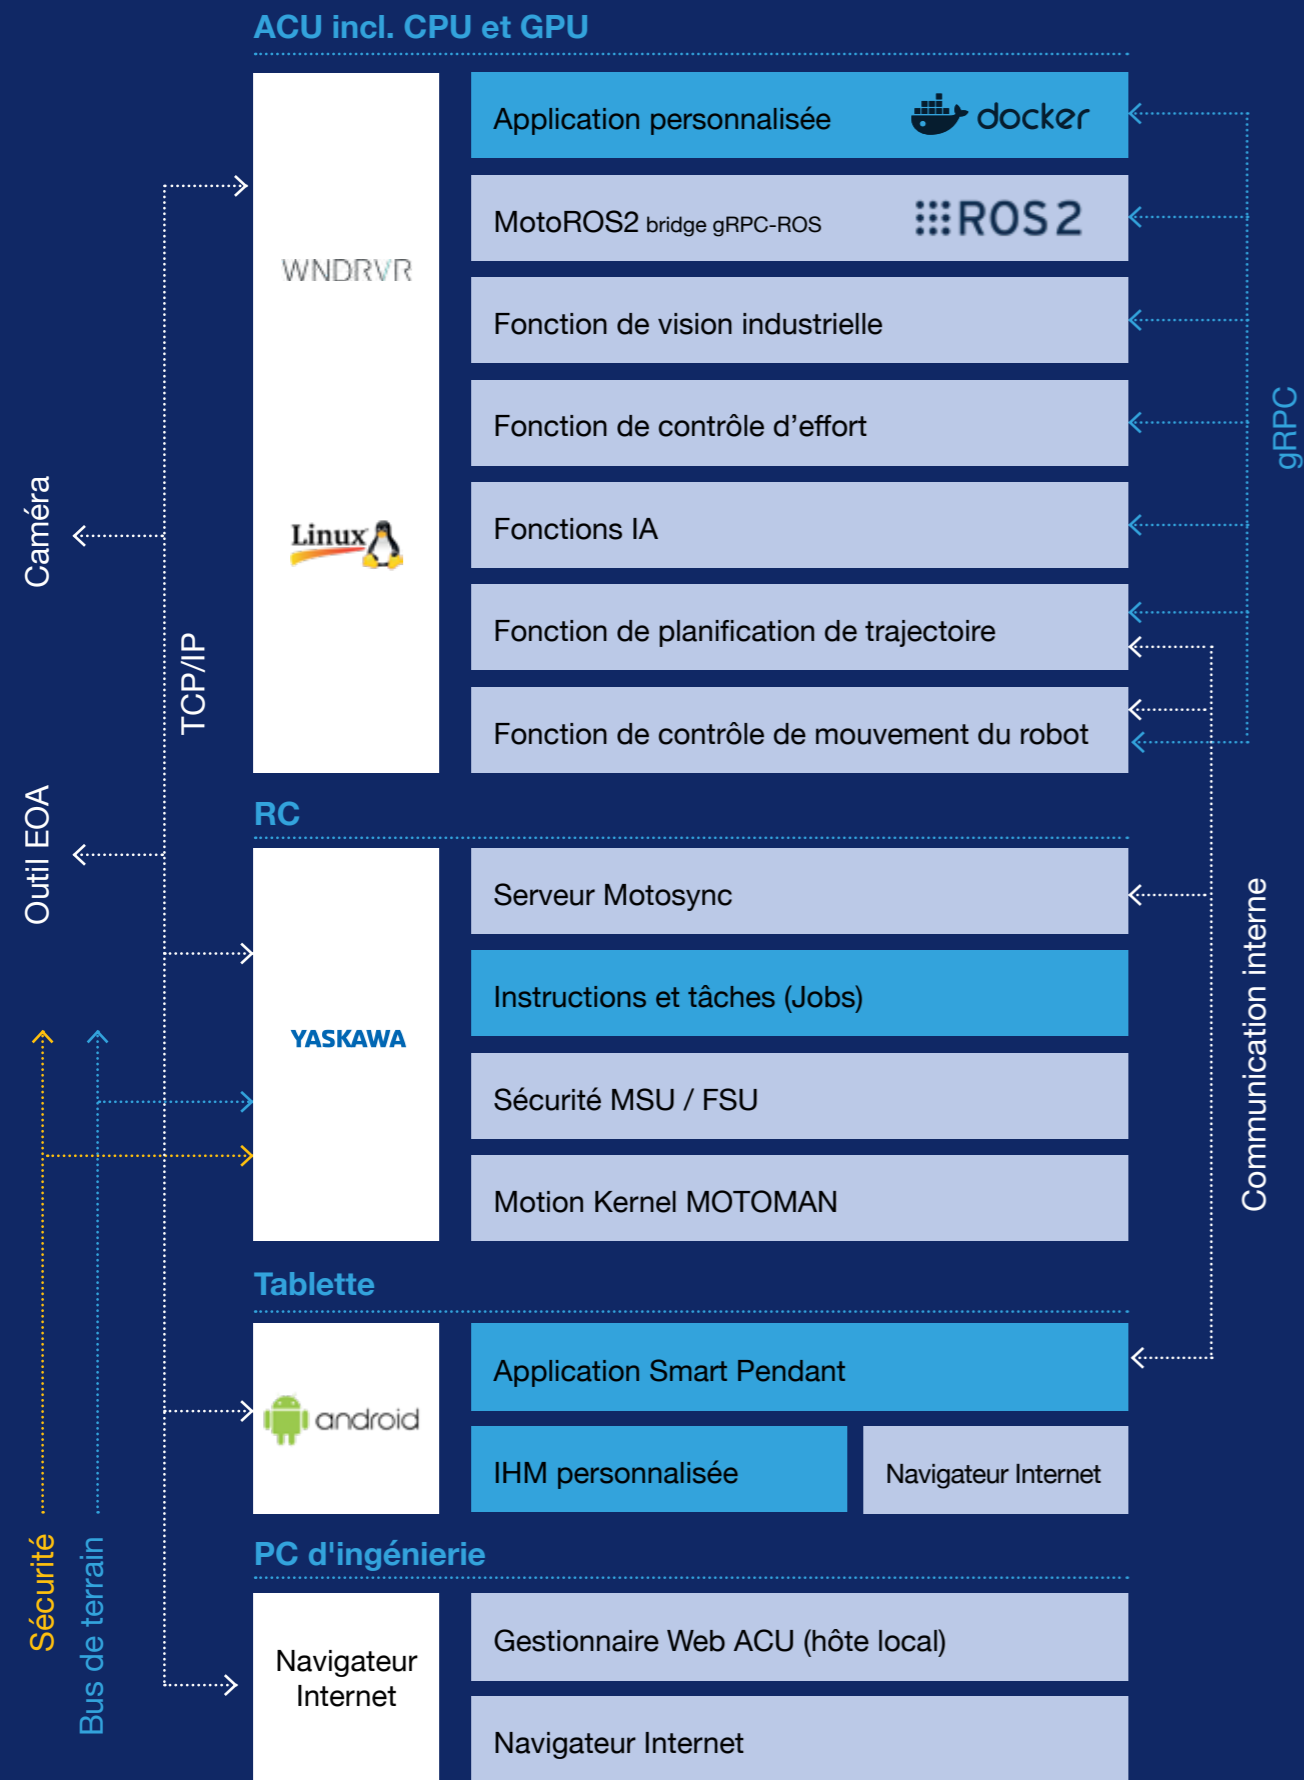 ACU incl. CPU et GPU
WNDRVR
Linux
Application personnalisée
docker
MotoROS2 bridge gRPC-ROS
ROS2
Fonction de vision industrielle
Fonction de contrôle d’effort
Fonctions IA
Fonction de planification de trajectoire
Fonction de contrôle de mouvement du robot
gRPC
Caméra
TCP/IP
Outil EOA
RC
YASKAWA
Serveur Motosync
Instructions et tâches (Jobs)
Sécurité MSU / FSU
Motion Kernel MOTOMAN
Communication interne
Tablette
android
Application Smart Pendant
IHM personnalisée
Navigateur Internet
Sécurité
Bus de terrain
PC d'ingénierie
Navigateur
Internet
Gestionnaire Web ACU (hôte local)
Navigateur Internet